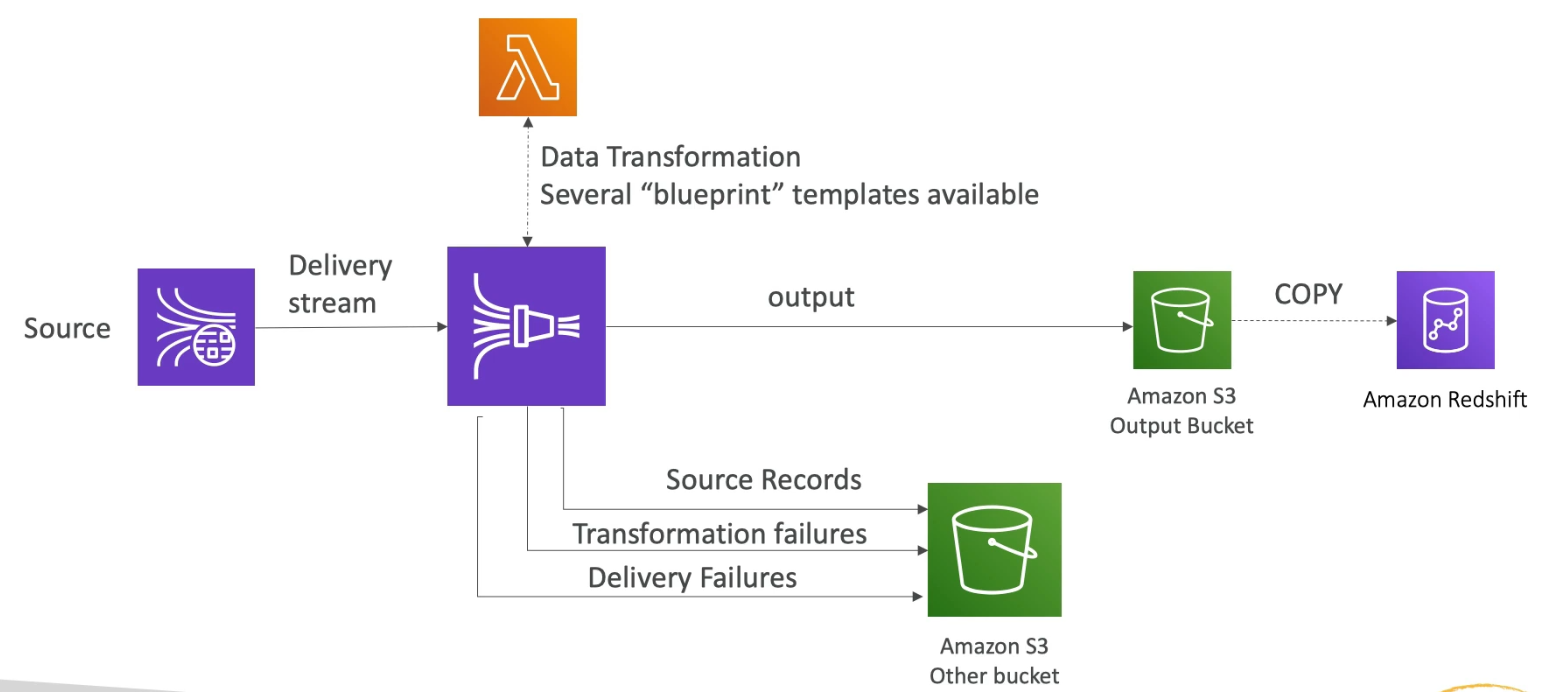 Data Transformation
Several “blueprint” templates available
Delivery
stream
Source
output
COPY
Amazon S3
Output Bucket
Amazon Redshift
Source Records
Transformation failures
Delivery Failures
Amazon S3
Other bucket